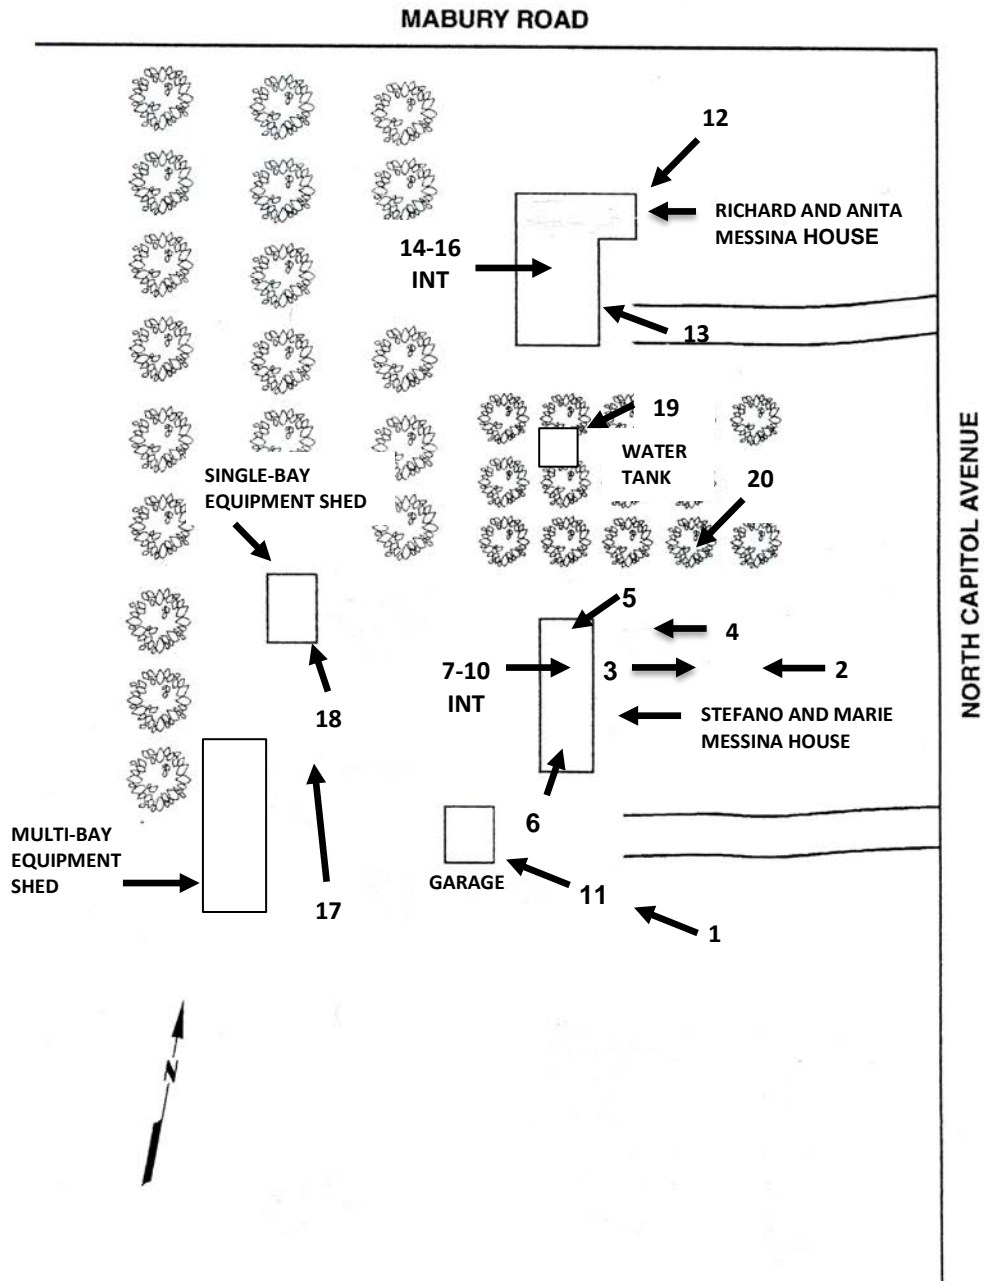 MABURY ROAD
12
RICHARD AND ANITA
MESSINA HOUSE
14-16
INT
13
19
WATER
TANK
20
SINGLE-BAY
EQUIPMENT SHED
NORTH CAPITOL AVENUE
5
4
7-10
INT
3
2
18
STEFANO AND MARIE
MESSINA HOUSE
6
MULTI-BAY
EQUIPMENT
SHED
GARAGE
11
17
1
N